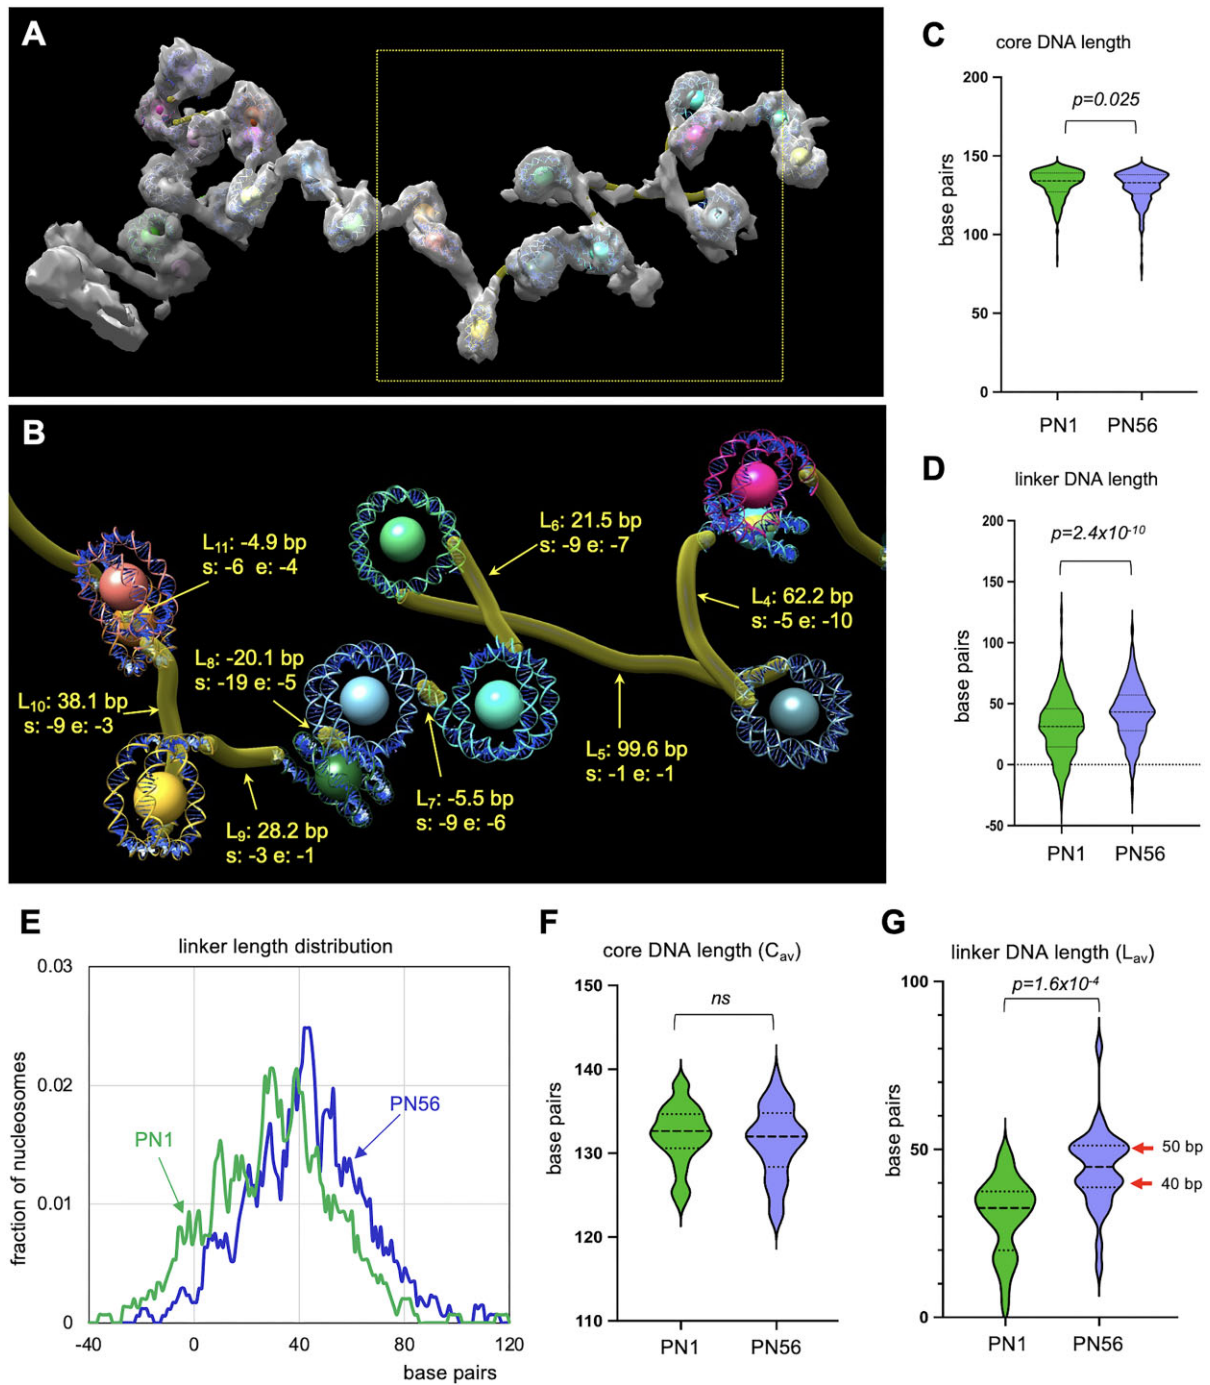 A
B
L₁₁: -4.9 bp
s: -6 e: -4
L₆: 21.5 bp
s: -9 e: -7
L₄: 62.2 bp
s: -5 e: -10
L₈: -20.1 bp
s: -19 e: -5
L₁₀: 38.1 bp
s: -9 e: -3
L₅: 99.6 bp
s: -1 e: -1
L₇: -5.5 bp
s: -9 e: -6
L₉: 28.2 bp
s: -3 e: -1
C
core DNA length
200
p=0.025
150
100
50
0
base pairs
PN1 PN56
D
linker DNA length
200
p=2.4x10⁻¹⁰
150
100
50
0
-50
base pairs
PN1 PN56
E
linker length distribution
0.03
0.02
0.01
0
fraction of nucleosomes
PN1
PN56
-40 0 40 80 120
base pairs
F
core DNA length (Cₐᵥ)
150
ns
140
130
120
110
base pairs
PN1 PN56
G
linker DNA length (Lₐᵥ)
100
p=1.6x10⁻⁴
50
0
base pairs
50 bp
40 bp
PN1 PN56